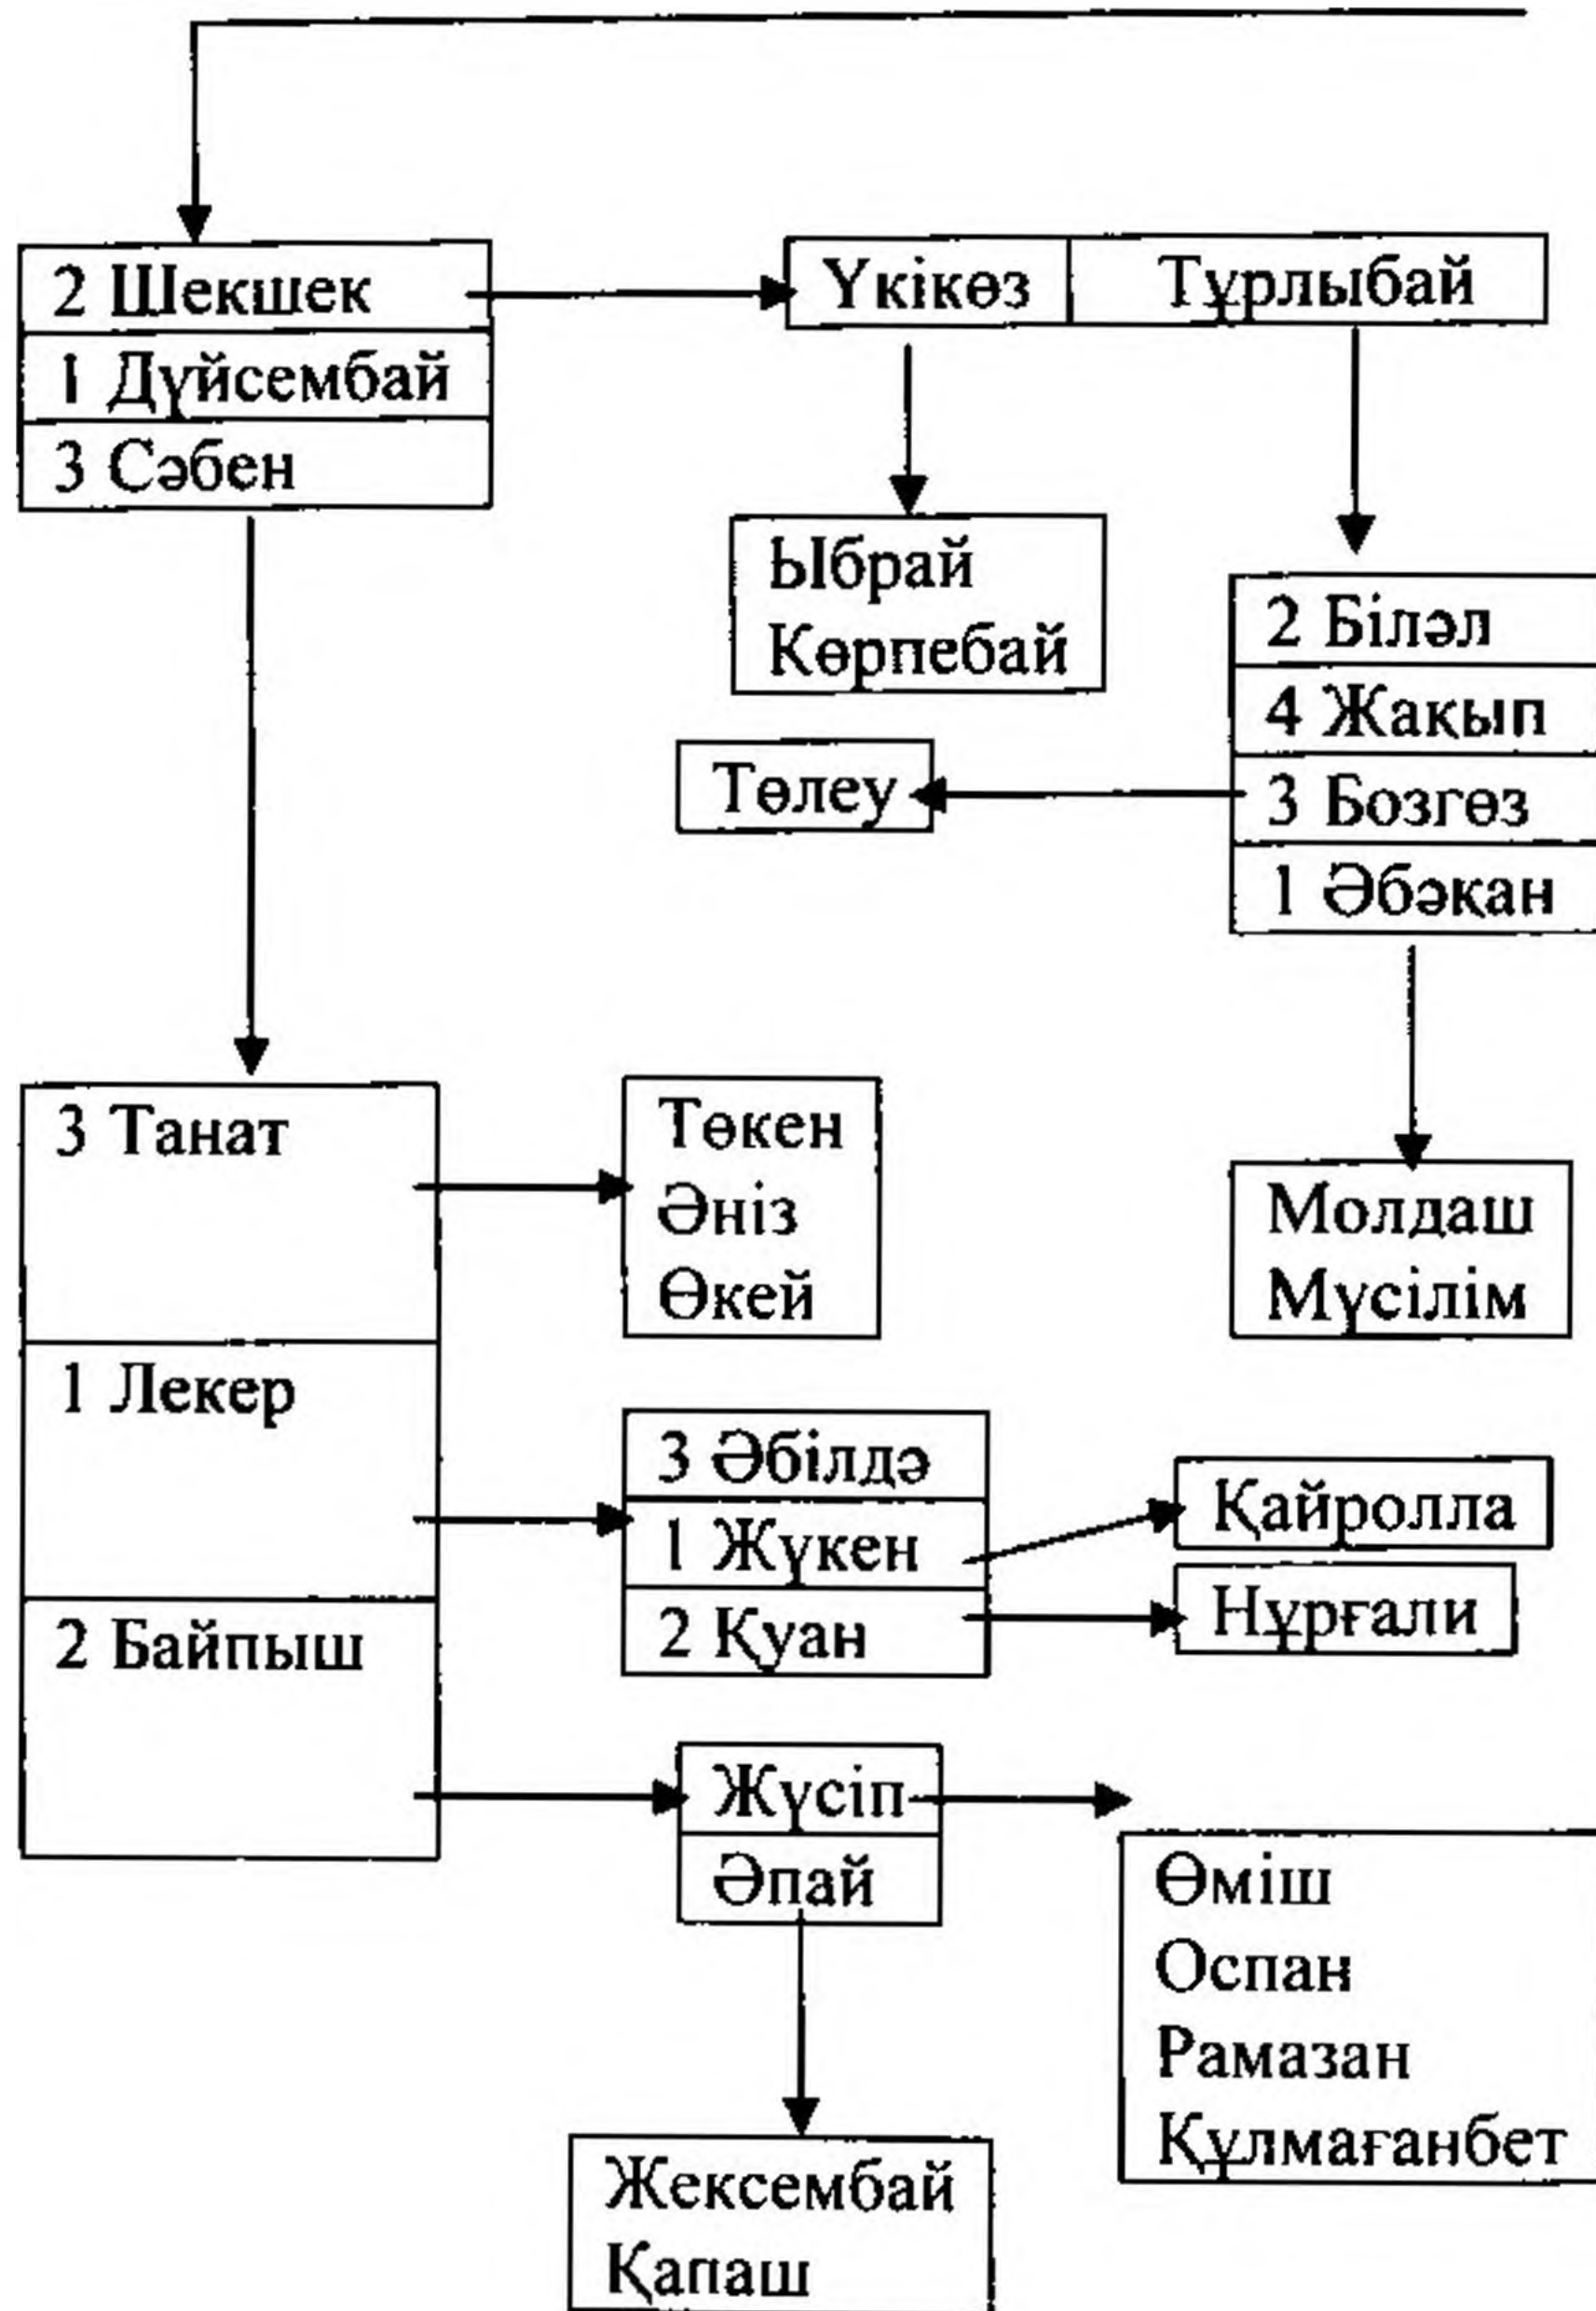 2 Шекшек
1 Дүйсембай
3 Сәбен
Үкікөз Тұрлыбай
Ыбрай
Көрпебай
2 Біләл
4 Жақып
3 Бозгөз
1 Әбәқан
Төлеу
3 Танат
1 Лекер
2 Байпыш
Төкен
Әніз
Өкей
Молдаш
Мүсілім
3 Әбілдә
1 Жүкен
2 Қуан
Қайролла
Нұрғали
Жүсіп
Әпай
Өміш
Оспан
Рамазан
Құлмағанбет
Жексембай
Қапаш